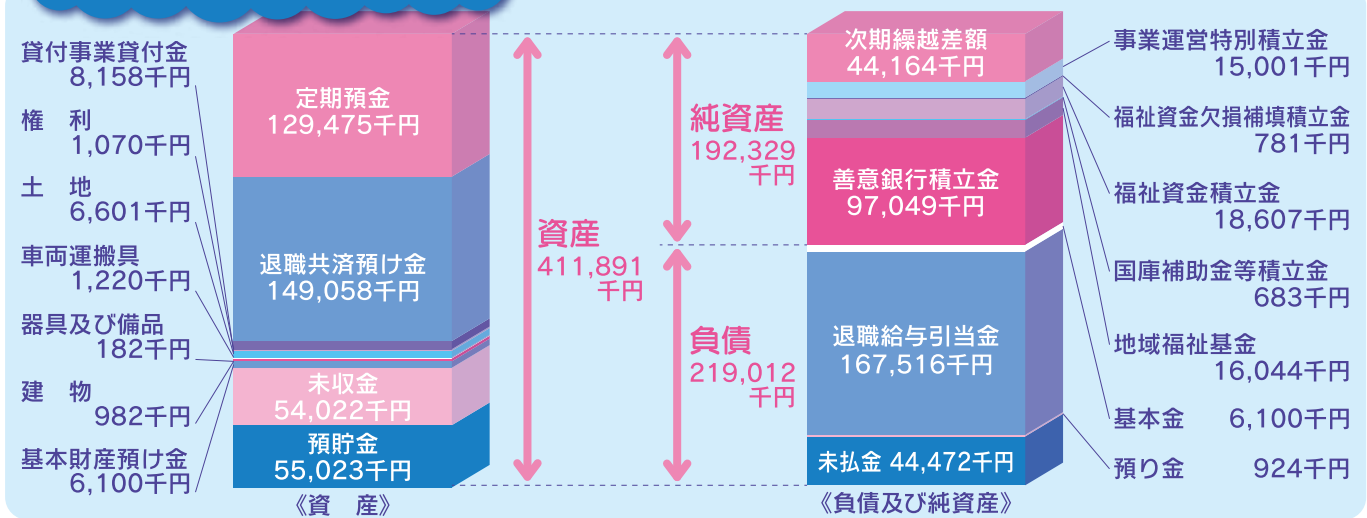 貸付事業貸付金
8,158千円
権　利
1,070千円
土　地
6,601千円
車両運搬具
1,220千円
器具及び備品
182千円
建　物
982千円
基本財産預け金
6,100千円
定期預金
129,475千円
退職共済預け金
149,058千円
未収金
54,022千円
預貯金
55,023千円
《資　産》
資産
411,891
千円
純資産
192,329
千円
負債
219,012
千円
次期繰越差額
44,164千円
善意銀行積立金
97,049千円
退職給与引当金
167,516千円
未払金 44,472千円
《負債及び純資産》
事業運営特別積立金
15,001千円
福祉資金欠損補填積立金
781千円
福祉資金積立金
18,607千円
国庫補助金等積立金
683千円
地域福祉基金
16,044千円
基本金　6,100千円
預り金　924千円